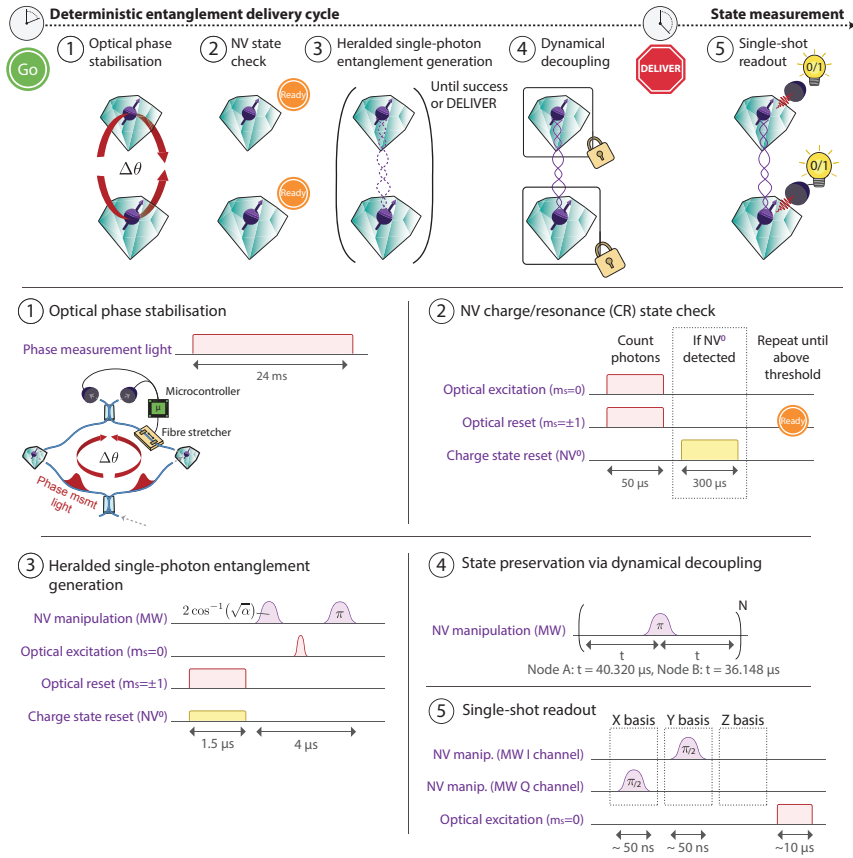 Deterministic entanglement delivery cycle
State measurement
Go
1 Optical phase
stabilisation
2 NV state
check
3 Heralded single-photon
entanglement generation
4 Dynamical
decoupling
DELIVER
5 Single-shot
readout
Until success
or DELIVER
Ready
Ready
Δθ
0/1
0/1
1 Optical phase stabilisation
Phase measurement light
24 ms
Microcontroller
μ
Fibre stretcher
Δθ
Phase msmt
light
2 NV charge/resonance (CR) state check
Count
photons
If NV⁰
detected
Repeat until
above
threshold
Optical excitation (mₛ=0)
Optical reset (mₛ=±1)
Ready
Charge state reset (NV⁰)
50 μs
300 μs
3 Heralded single-photon entanglement
generation
NV manipulation (MW)
2 cos⁻¹(√α)
π
Optical excitation (mₛ=0)
Optical reset (mₛ=±1)
Charge state reset (NV⁰)
1.5 μs
4 μs
4 State preservation via dynamical decoupling
N
NV manipulation (MW)
π
t
t
Node A: t = 40.320 μs, Node B: t = 36.148 μs
5 Single-shot readout
X basis
Y basis
Z basis
NV manip. (MW I channel)
π/2
NV manip. (MW Q channel)
π/2
Optical excitation (mₛ=0)
~ 50 ns
~ 50 ns
~10 μs